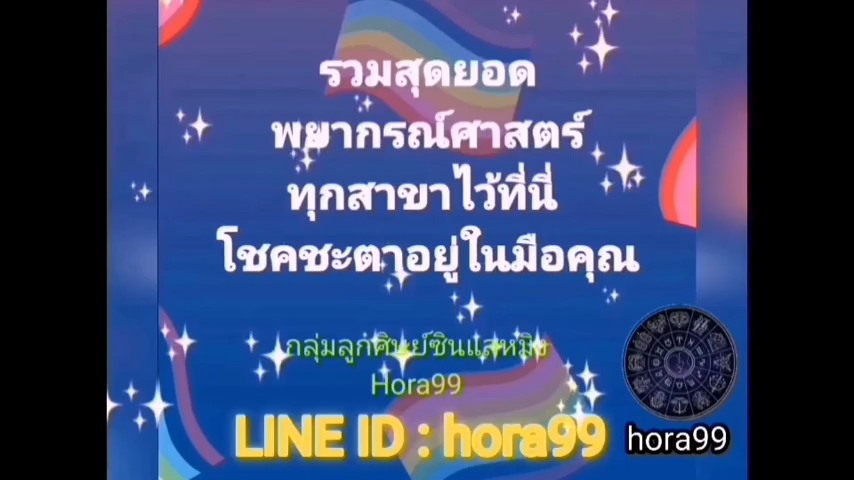 รวมสุดยอด
พยากรณ์ศาสตร์
ทุกสาขาไว้ที่นี่
โชคชะตาอยู่ในมือคุณ
กลุ่มลูกศิษย์ซินแสหมิง
Hora99
LINE ID : hora99
hora99